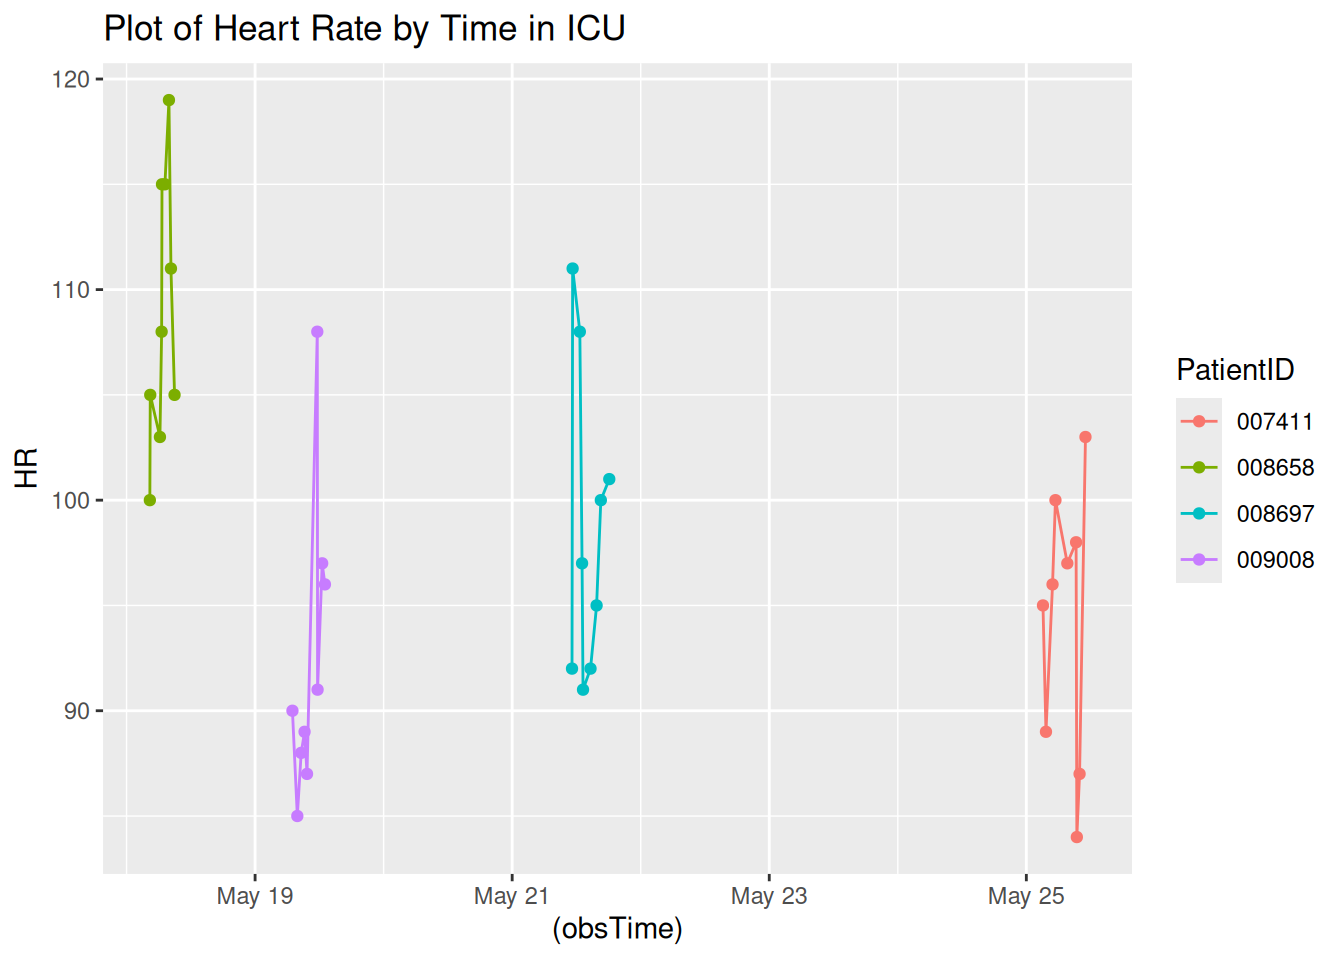 Plot of Heart Rate by Time in ICU
120
110
100
90
HR
May 19
May 21
May 23
May 25
(obsTime)
PatientID
007411
008658
008697
009008